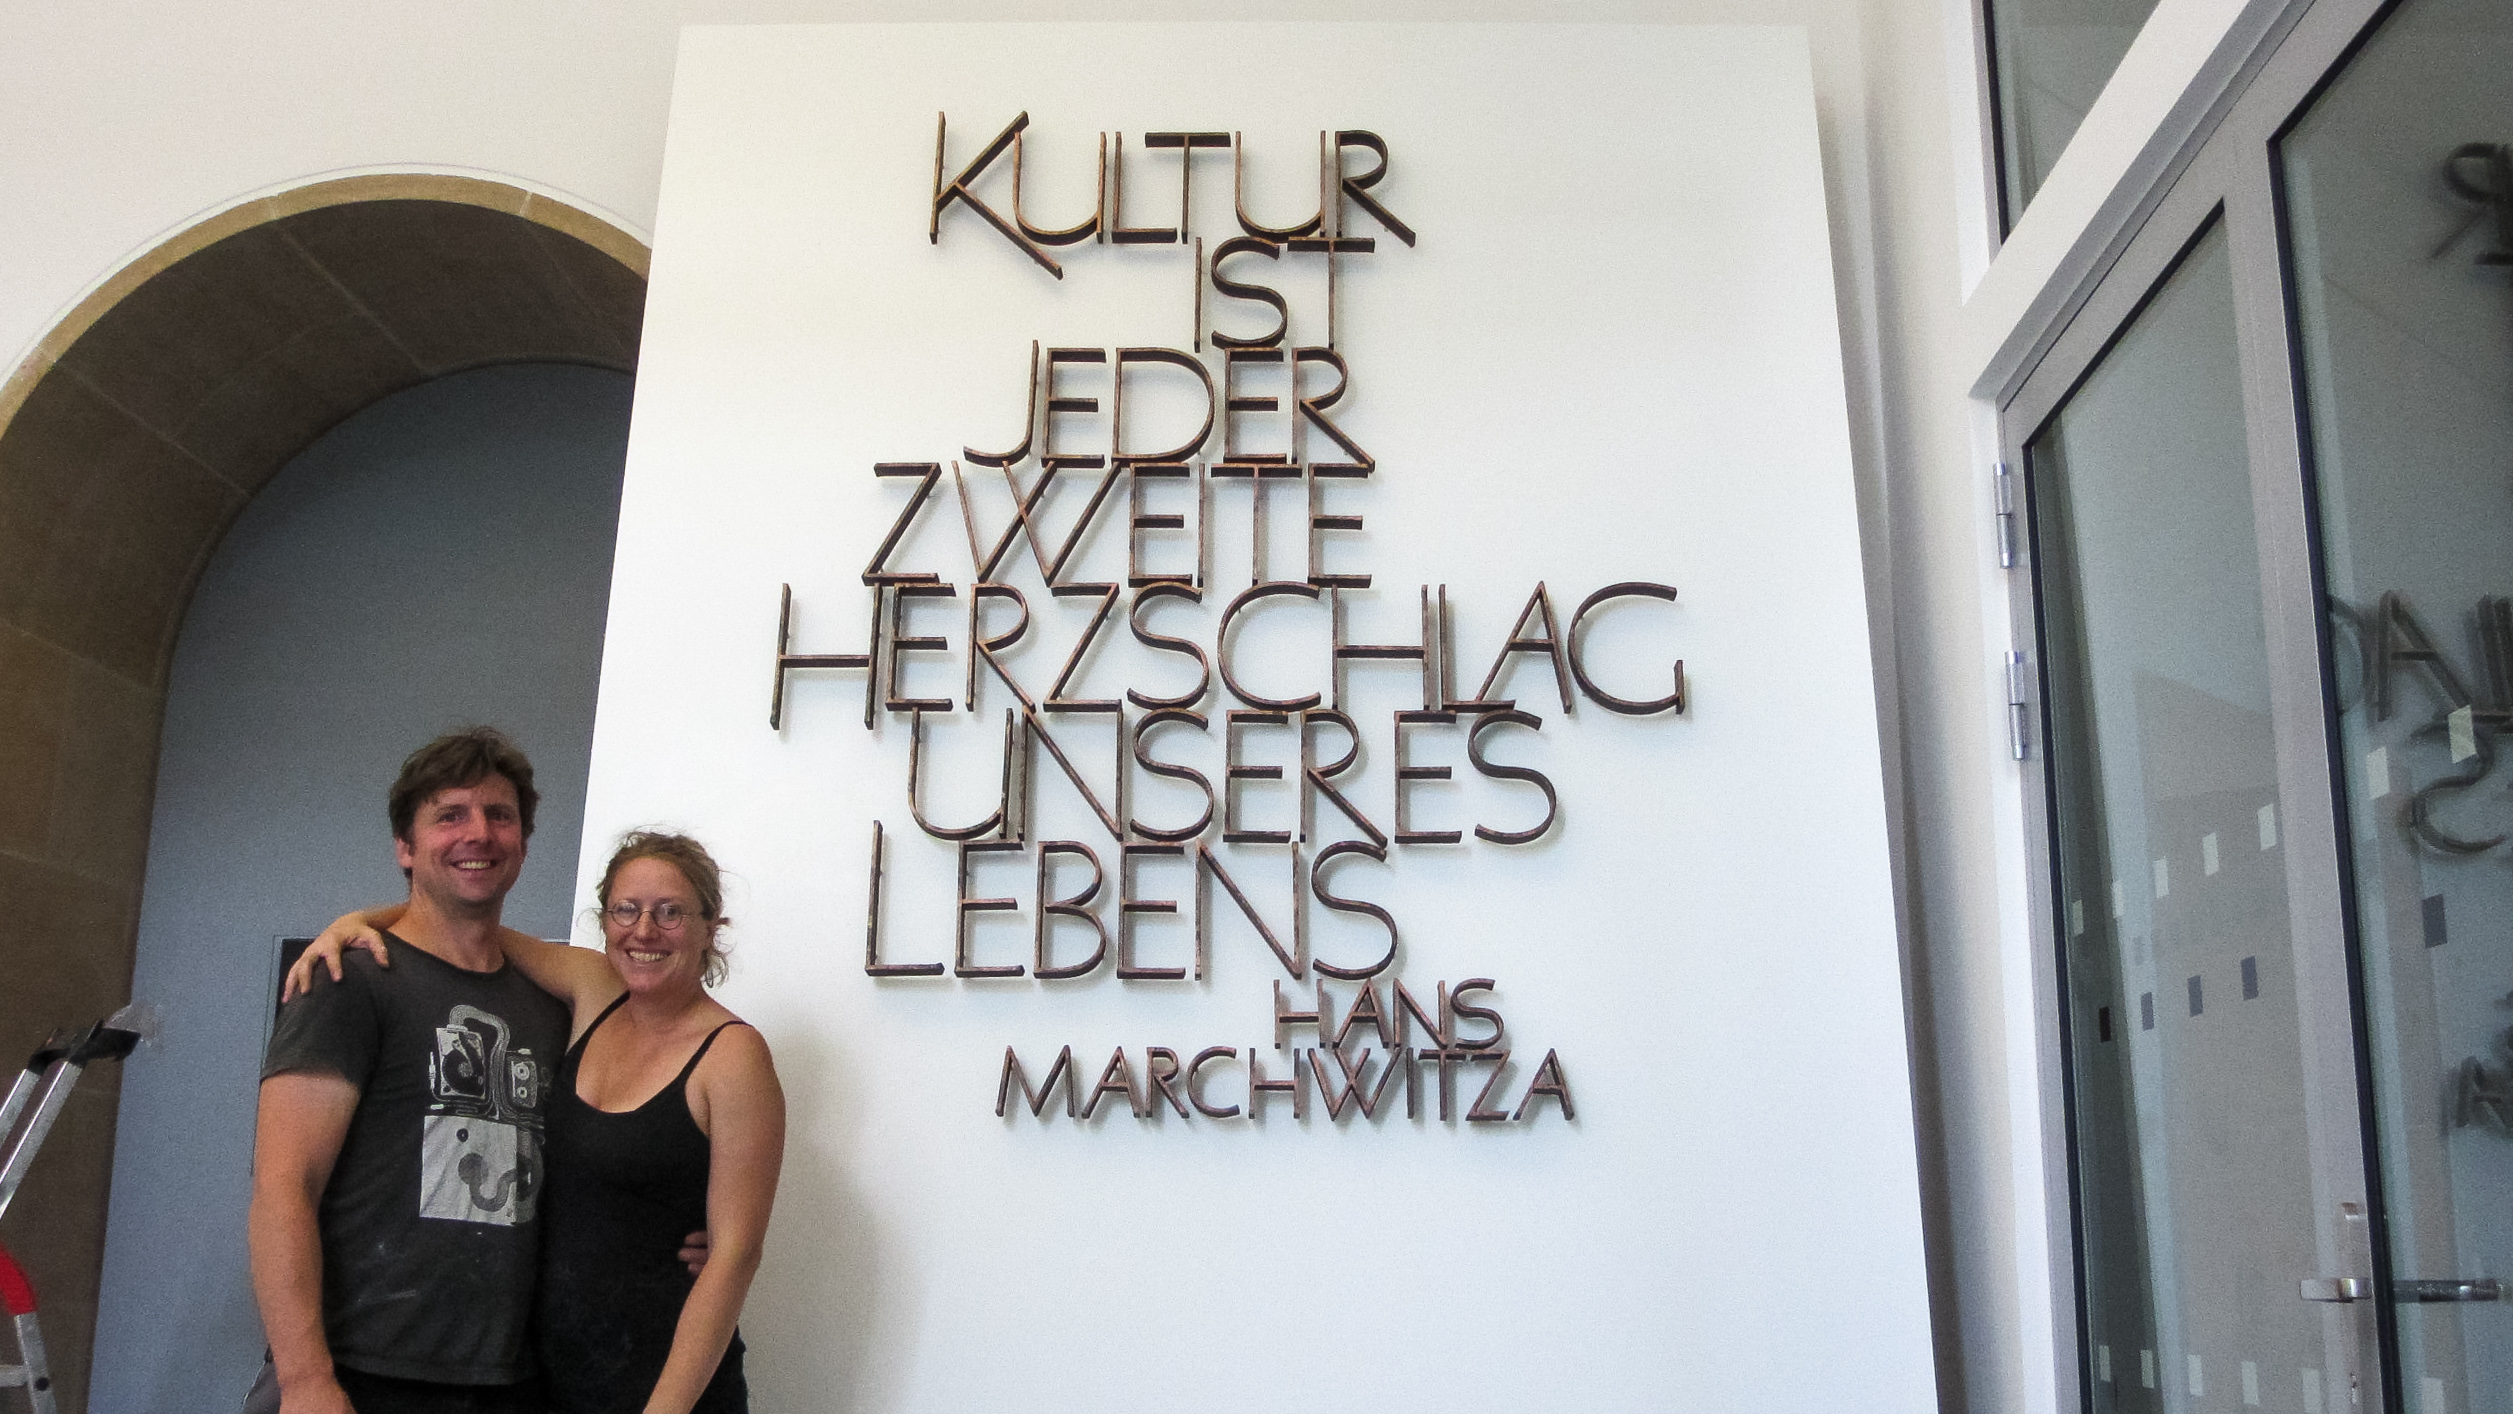 KULTUR
IST
JEDER
ZWEITE
HERZSCHLAG
UNSERES
LEBENS
HANS
MARCHWITZA